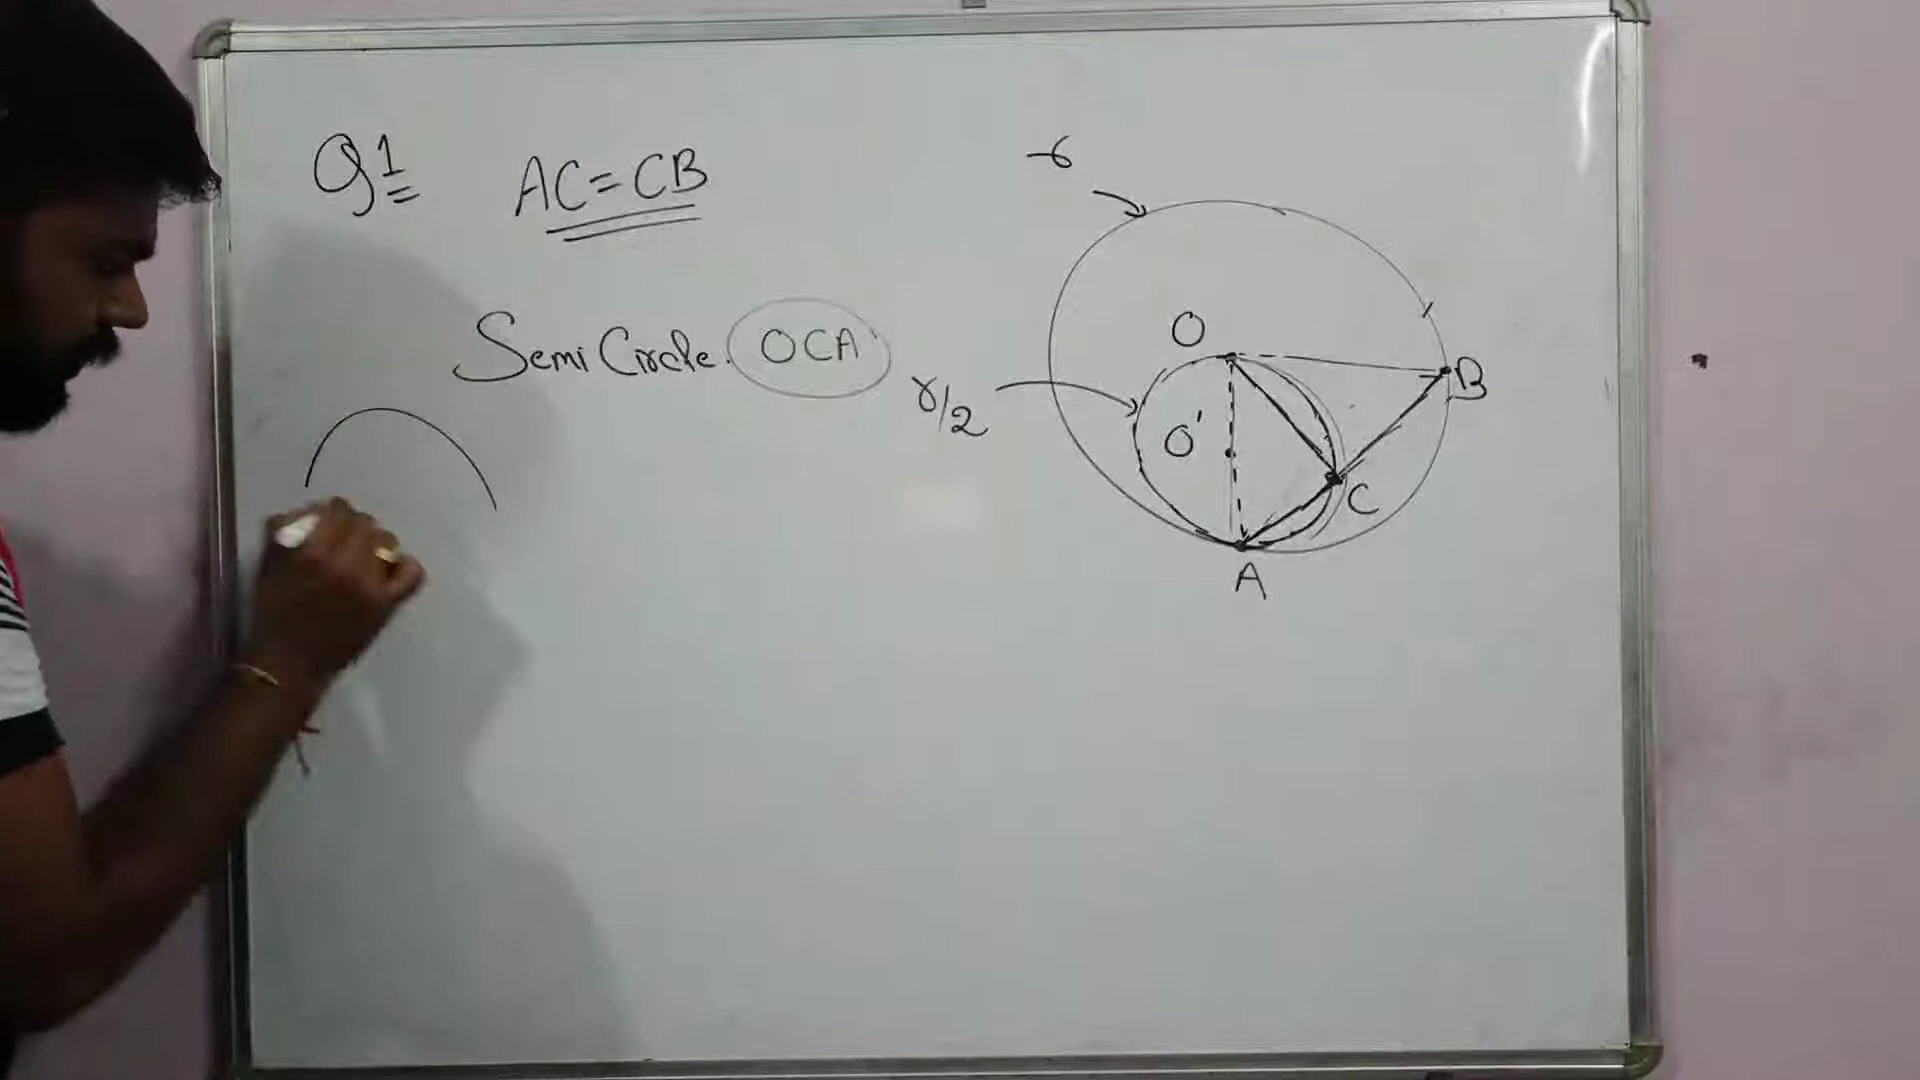 Q1 AC=CB
Semi Circle. OCA
r
r/2
O
O'
B
C
A